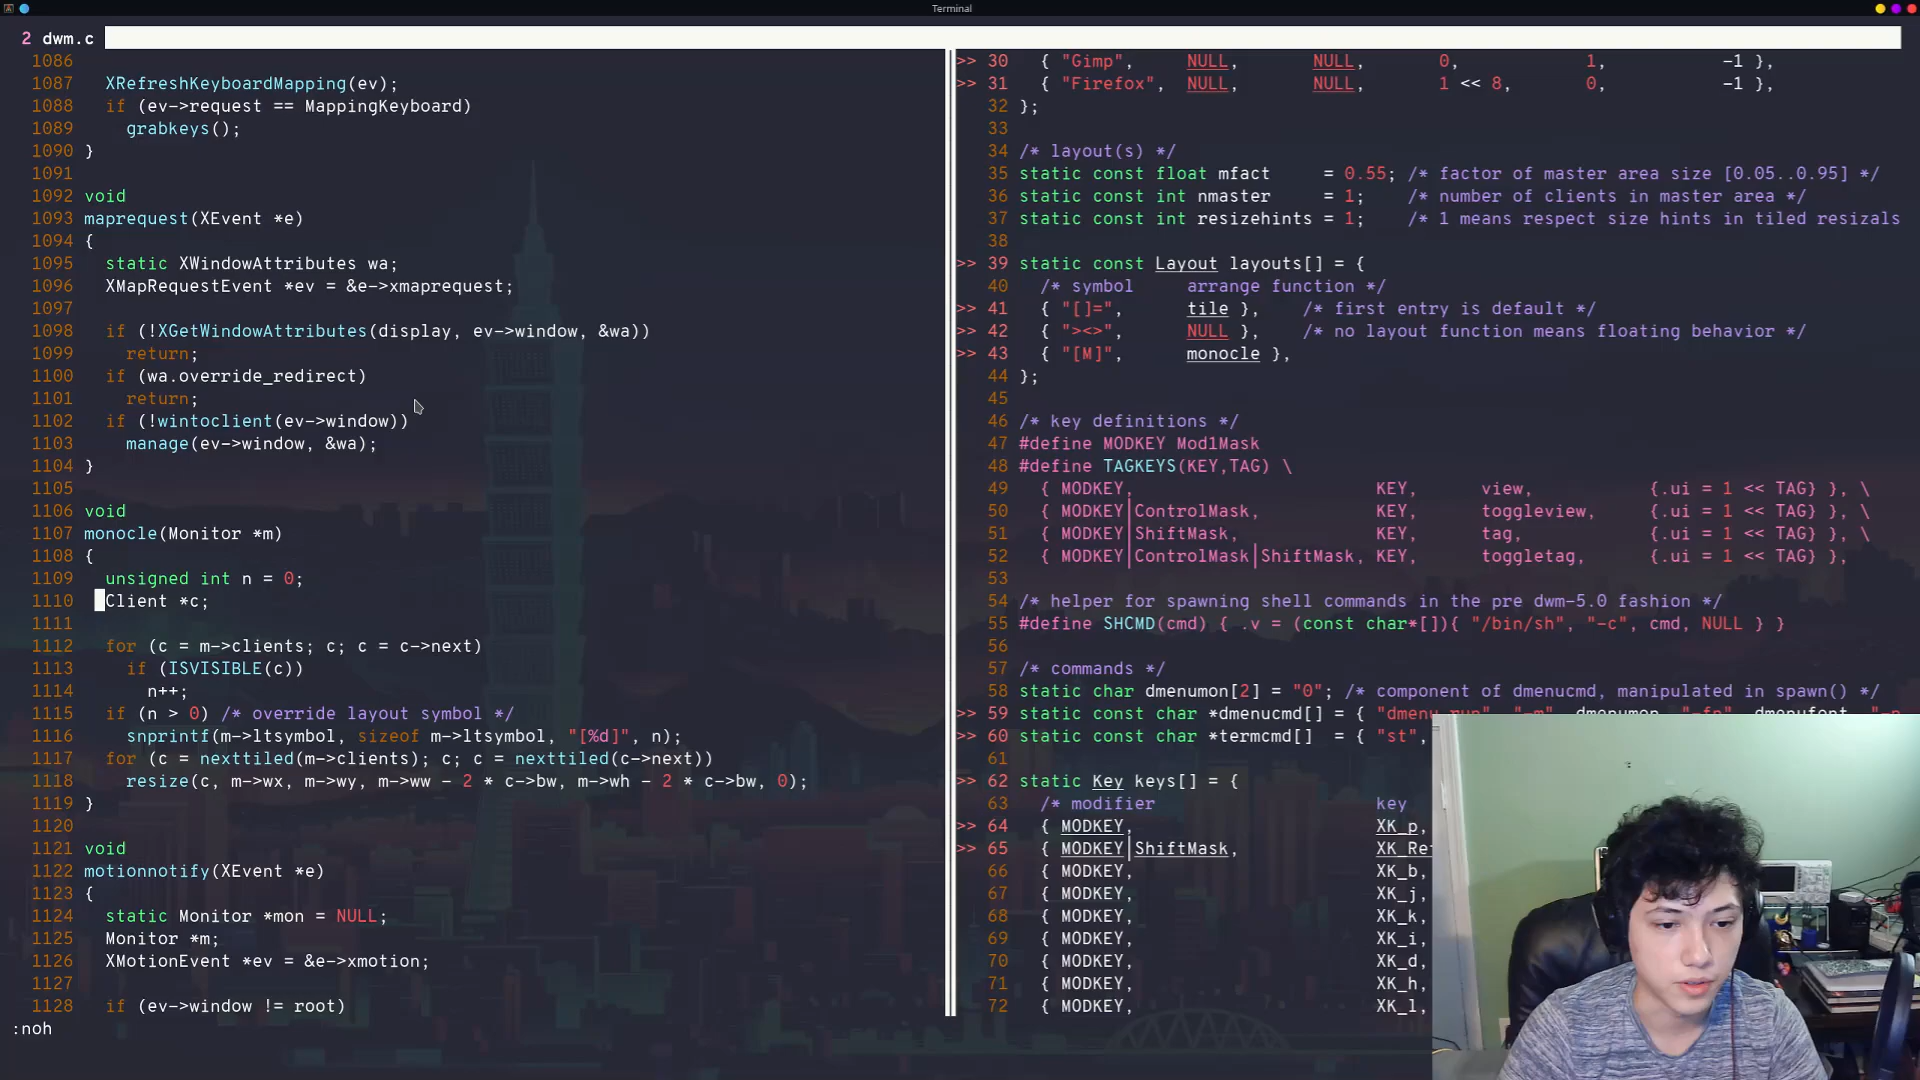 Terminal
2 dwm.c
1086
1087 XRefreshKeyboardMapping(ev);
1088 if (ev->request == MappingKeyboard)
1089 grabkeys();
1090 }
1091
1092 void
1093 maprequest(XEvent *e)
1094 {
1095 static XWindowAttributes wa;
1096 XMapRequestEvent *ev = &e->xmaprequest;
1097
1098 if (!XGetWindowAttributes(display, ev->window, &wa))
1099 return;
1100 if (wa.override_redirect)
1101 return;
1102 if (!wintoclient(ev->window))
1103 manage(ev->window, &wa);
1104 }
1105
1106 void
1107 monocle(Monitor *m)
1108 {
1109 unsigned int n = 0;
1110 Client *c;
1111
1112 for (c = m->clients; c; c = c->next)
1113 if (ISVISIBLE(c))
1114 n++;
1115 if (n > 0) /* override layout symbol */
1116 snprintf(m->ltsymbol, sizeof m->ltsymbol, "[%d]", n);
1117 for (c = nexttiled(m->clients); c; c = nexttiled(c->next))
1118 resize(c, m->wx, m->wy, m->ww - 2 * c->bw, m->wh - 2 * c->bw, 0);
1119 }
1120
1121 void
1122 motionnotify(XEvent *e)
1123 {
1124 static Monitor *mon = NULL;
1125 Monitor *m;
1126 XMotionEvent *ev = &e->xmotion;
1127
1128 if (ev->window != root)
:noh
>> 30 { "Gimp", NULL, NULL, 0, 1, -1 },
>> 31 { "Firefox", NULL, NULL, 1 << 8, 0, -1 },
32 };
33
34 /* layout(s) */
35 static const float mfact = 0.55; /* factor of master area size [0.05..0.95] */
36 static const int nmaster = 1; /* number of clients in master area */
37 static const int resizehints = 1; /* 1 means respect size hints in tiled resizals
38
>> 39 static const Layout layouts[] = {
40 /* symbol arrange function */
>> 41 { "[]=", tile }, /* first entry is default */
>> 42 { "><>", NULL }, /* no layout function means floating behavior */
>> 43 { "[M]", monocle },
44 };
45
46 /* key definitions */
47 #define MODKEY Mod1Mask
48 #define TAGKEYS(KEY,TAG) \
49 { MODKEY, KEY, view, {.ui = 1 << TAG} }, \
50 { MODKEY|ControlMask, KEY, toggleview, {.ui = 1 << TAG} }, \
51 { MODKEY|ShiftMask, KEY, tag, {.ui = 1 << TAG} }, \
52 { MODKEY|ControlMask|ShiftMask, KEY, toggletag, {.ui = 1 << TAG} },
53
54 /* helper for spawning shell commands in the pre dwm-5.0 fashion */
55 #define SHCMD(cmd) { .v = (const char*[]){ "/bin/sh", "-c", cmd, NULL } }
56
57 /* commands */
58 static char dmenumon[2] = "0"; /* component of dmenucmd, manipulated in spawn() */
>> 59 static const char *dmenucmd[] = { "dmenu_run", "-m", dmenumon, "-fn", dmenufont,
>> 60 static const char *termcmd[] = { "st",
61
>> 62 static Key keys[] = {
63 /* modifier key
>> 64 { MODKEY, XK_p,
>> 65 { MODKEY|ShiftMask, XK_Re
66 { MODKEY, XK_b,
67 { MODKEY, XK_j,
68 { MODKEY, XK_k,
69 { MODKEY, XK_i,
70 { MODKEY, XK_d,
71 { MODKEY, XK_h,
72 { MODKEY, XK_l,